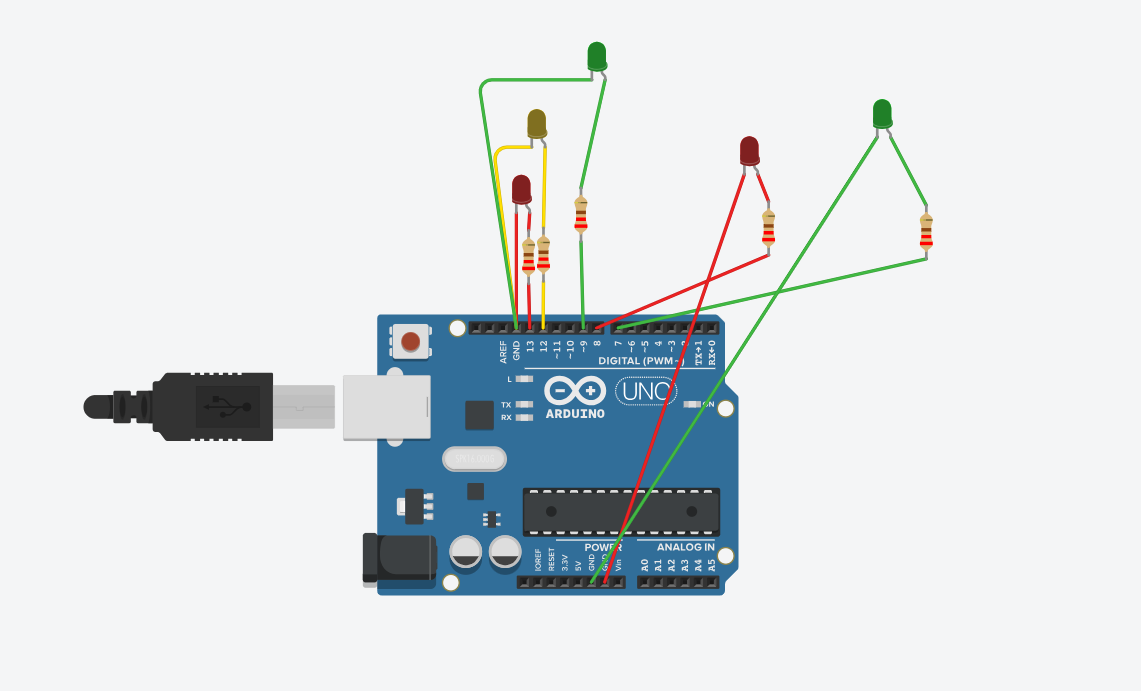 AREF
GND
13
12
~11
~10
~9
8
7
~6
~5
4
~3
2
TX→1
RX←0
DIGITAL (PWM~)
L
TX
RX
ARDUINO
UNO
ON
POWER
ANALOG IN
IOREF
RESET
3.3V
5V
GND
GND
Vin
A0
A1
A2
A3
A4
A5